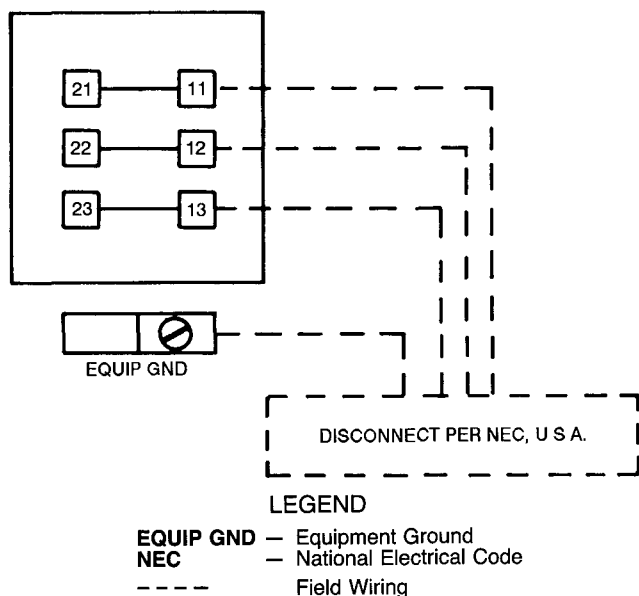 21 11
22 12
23 13
EQUIP GND
DISCONNECT PER NEC, U S A.
LEGEND
EQUIP GND – Equipment Ground
NEC – National Electrical Code
---- Field Wiring